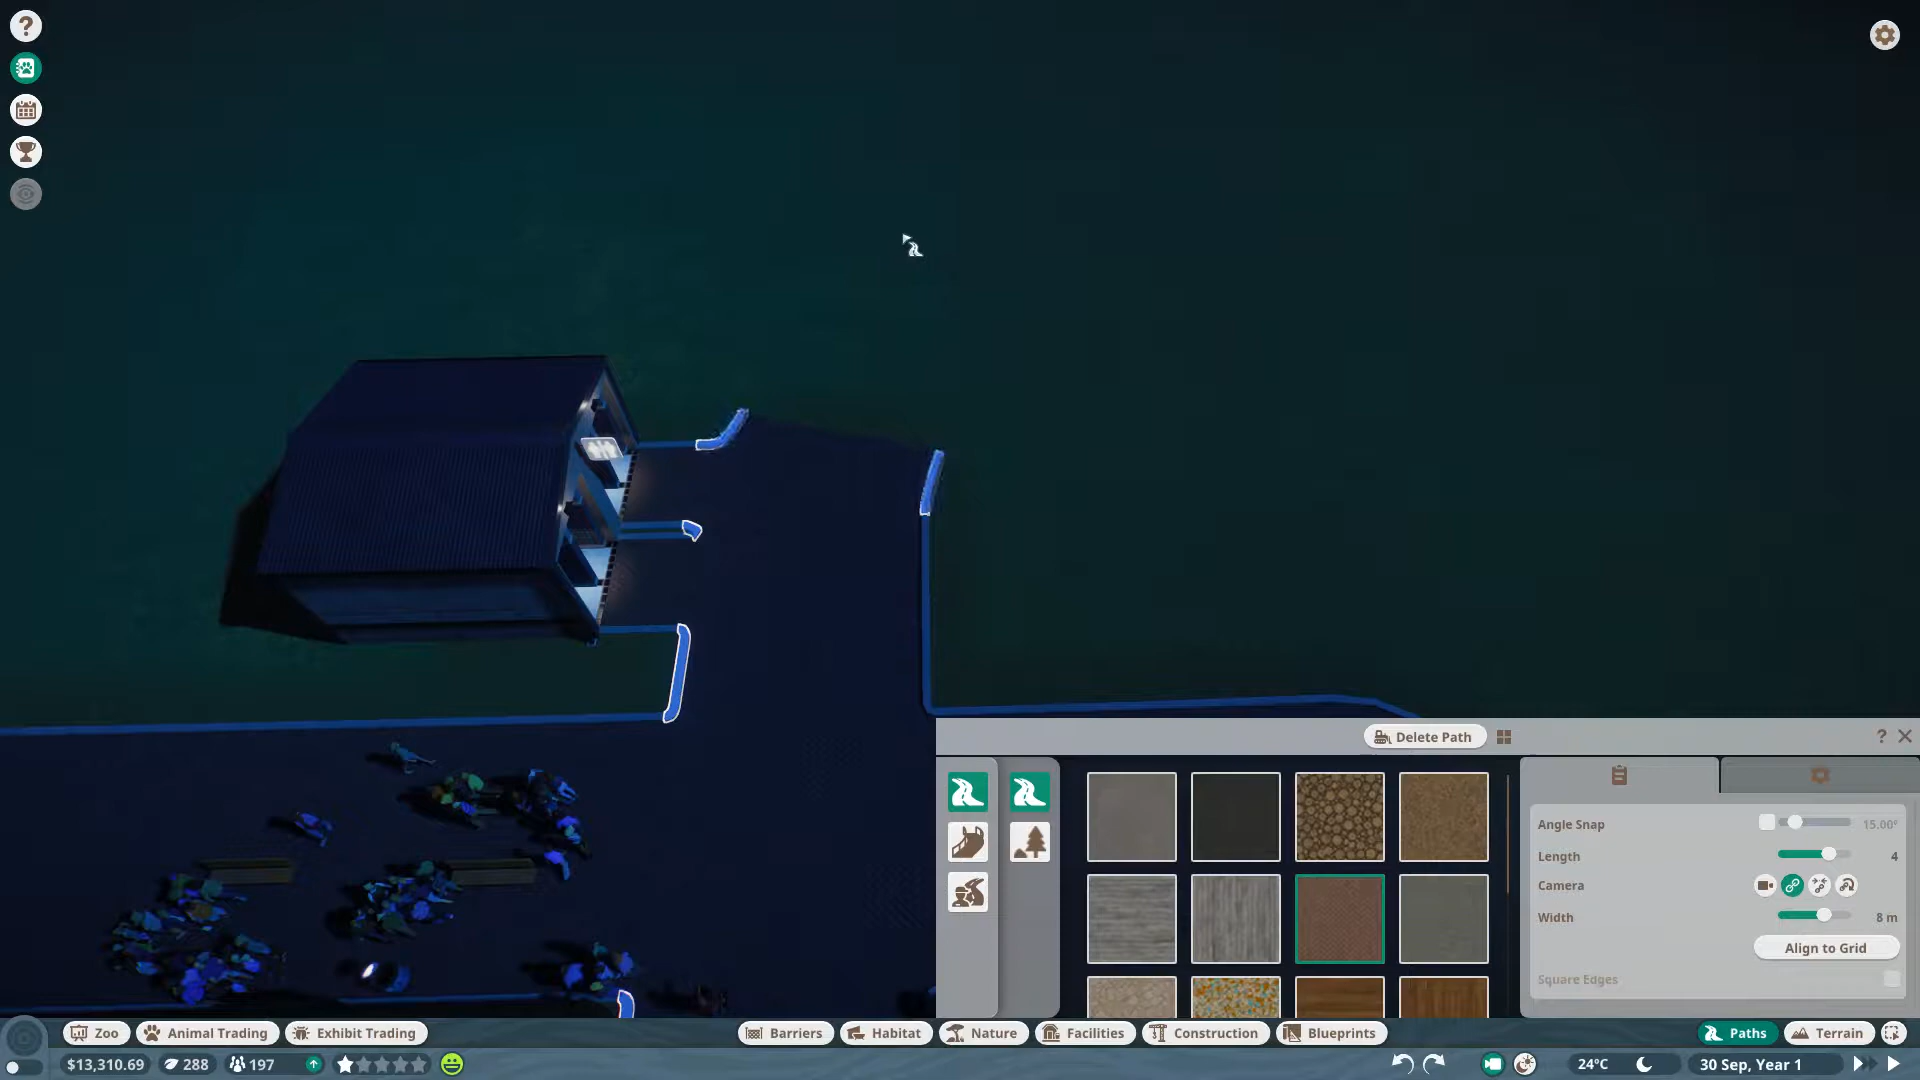 ?
Delete Path
?
Angle Snap 15.00°
Length 4
Camera
Width 8 m
Align to Grid
Square Edges
Zoo Animal Trading Exhibit Trading Barriers Habitat Nature Facilities Construction Blueprints Paths Terrain
$13,310.69 288 197 24°C 30 Sep, Year 1